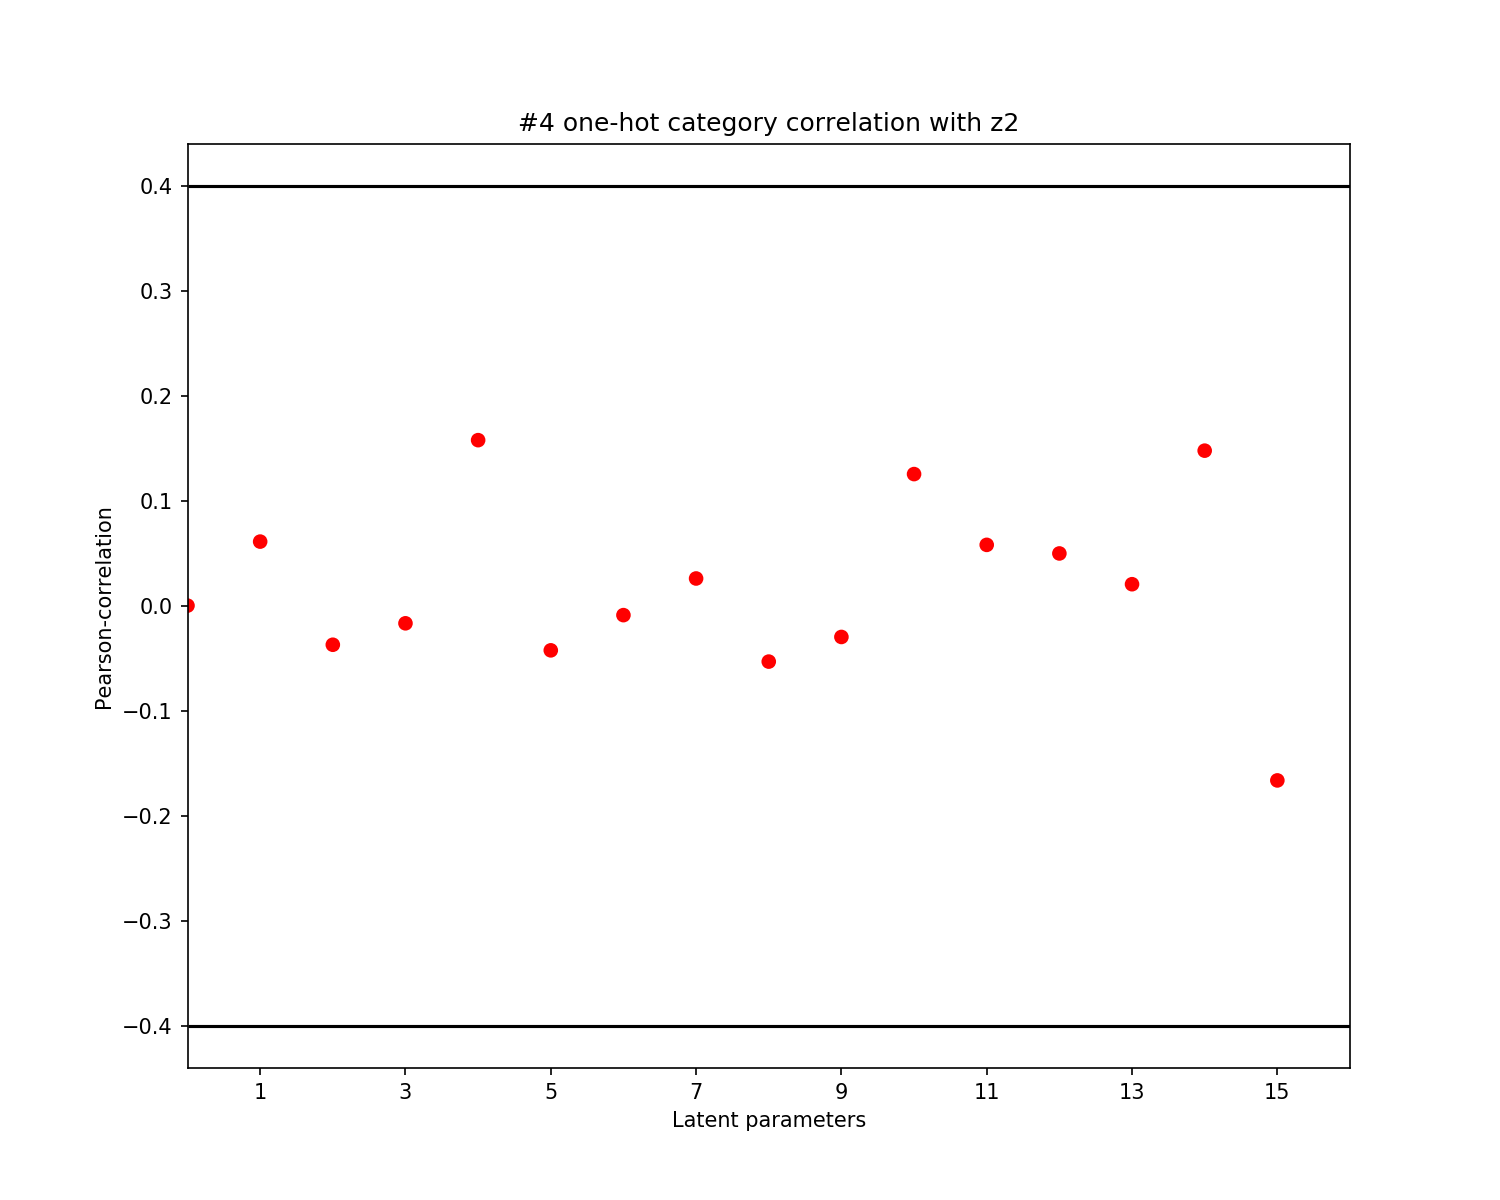 #4 one-hot category correlation with z2
0.4
0.3
0.2
0.1
0.0
−0.1
−0.2
−0.3
−0.4
Pearson-correlation
1 3 5 7 9 11 13 15
Latent parameters